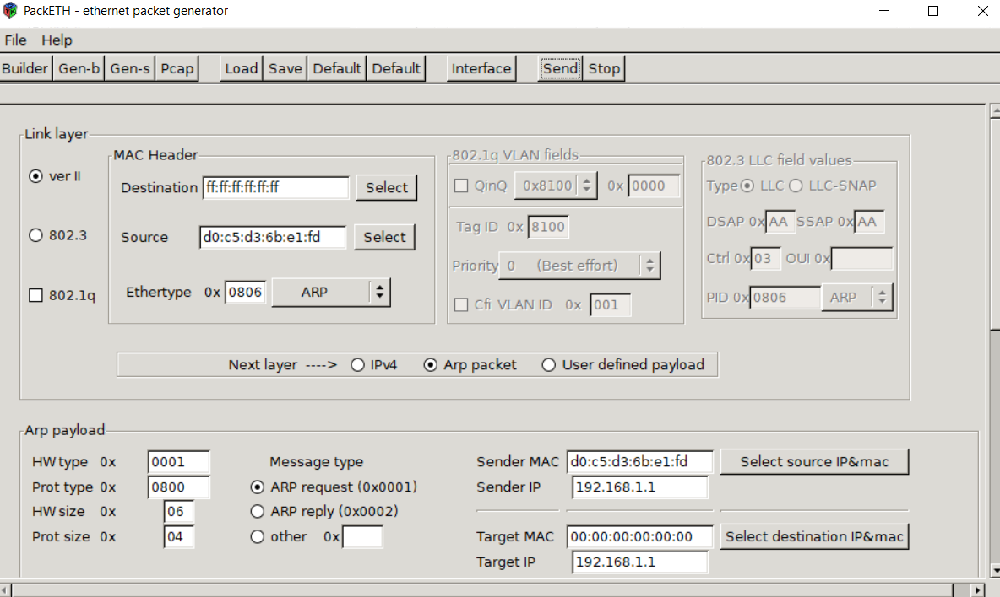 PackETH - ethernet packet generator
File Help
Builder Gen-b Gen-s Pcap Load Save Default Default Interface Send Stop
Link layer
ver II
802.3
802.1q
MAC Header
Destination ff:ff:ff:ff:ff:ff Select
Source d0:c5:d3:6b:e1:fd Select
Ethertype 0x 0806 ARP
802.1q VLAN fields
QinQ 0x8100 0x 0000
Tag ID 0x 8100
Priority 0 (Best effort)
Cfi VLAN ID 0x 001
802.3 LLC field values
Type LLC LLC-SNAP
DSAP 0x AA SSAP 0x AA
Ctrl 0x 03 OUI 0x
PID 0x 0806 ARP
Next layer ----> IPv4 Arp packet User defined payload
Arp payload
HW type 0x 0001
Prot type 0x 0800
HW size 0x 06
Prot size 0x 04
Message type
ARP request (0x0001)
ARP reply (0x0002)
other 0x
Sender MAC d0:c5:d3:6b:e1:fd Select source IP&mac
Sender IP 192.168.1.1
Target MAC 00:00:00:00:00:00 Select destination IP&mac
Target IP 192.168.1.1